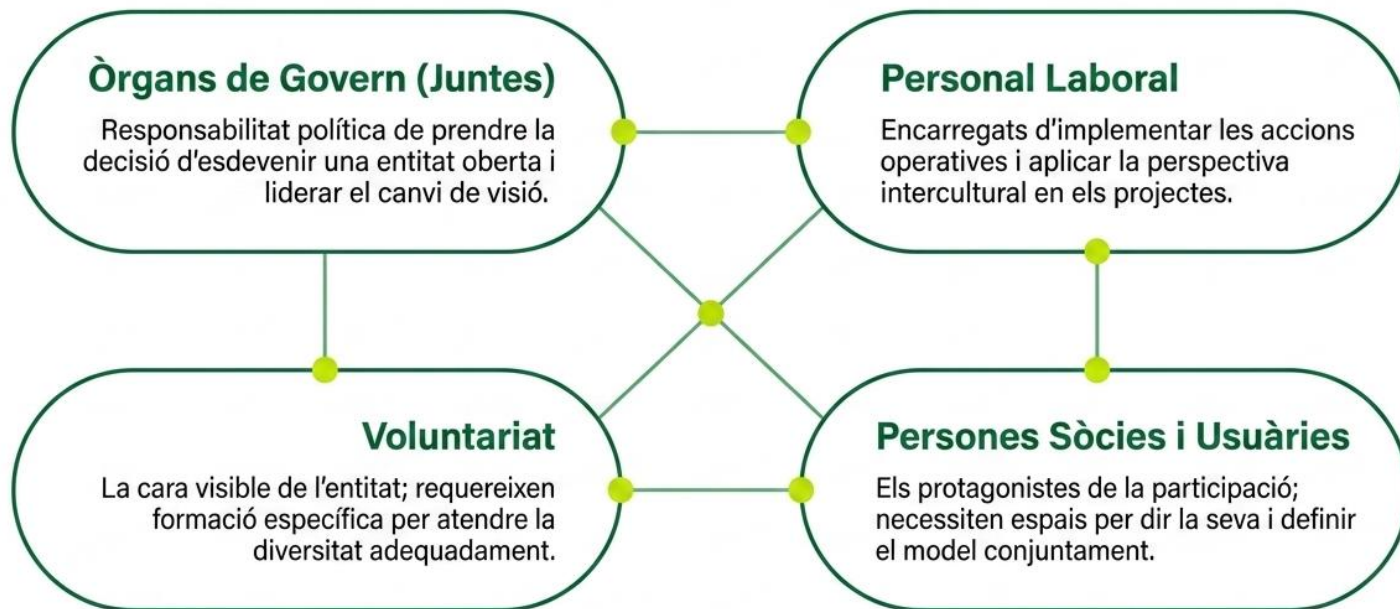 Òrgans de Govern (Juntes)
Responsabilitat política de prendre la
decisió d'esdevenir una entitat oberta i
liderar el canvi de visió.
Personal Laboral
Encarregats d'implementar les accions
operatives i aplicar la perspectiva
intercultural en els projectes.
Voluntariat
La cara visible de l'entitat; requereixen
formació específica per atendre la
diversitat adequadament.
Persones Sòcies i Usuàries
Els protagonistes de la participació;
necessiten espais per dir la seva i definir
el model conjuntament.